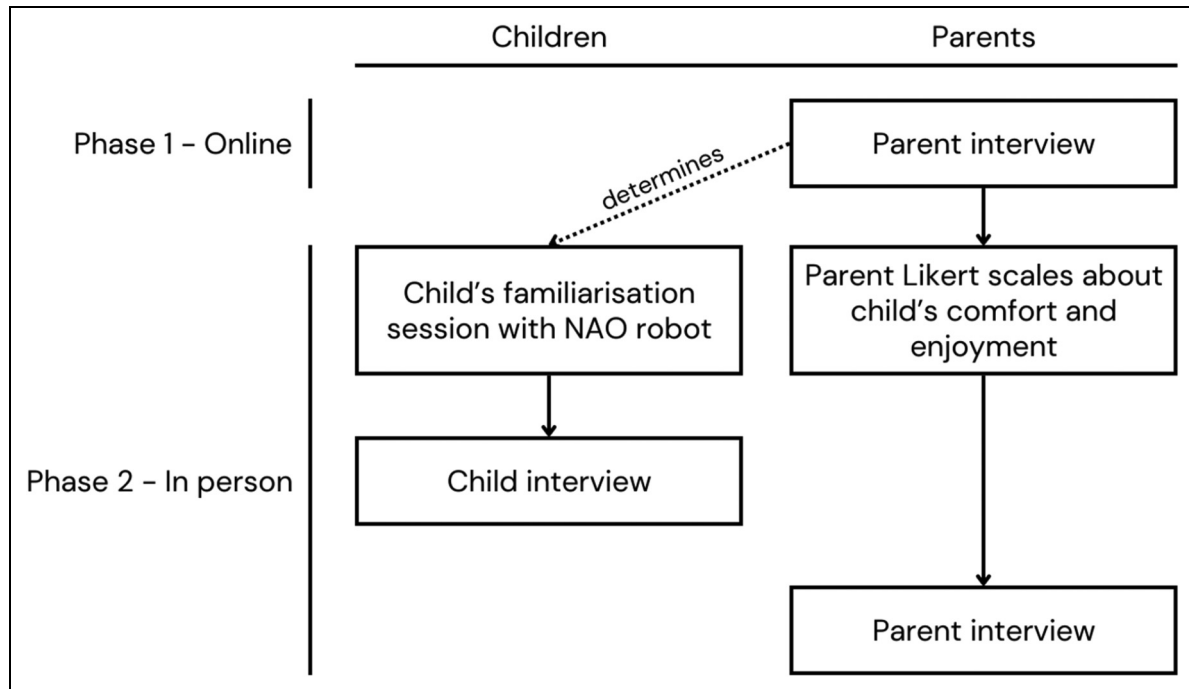 Children
Parents
Phase 1 – Online
Parent interview
determines
Child’s familiarisation
session with NAO robot
Parent Likert scales about
child’s comfort and
enjoyment
Phase 2 – In person
Child interview
Parent interview